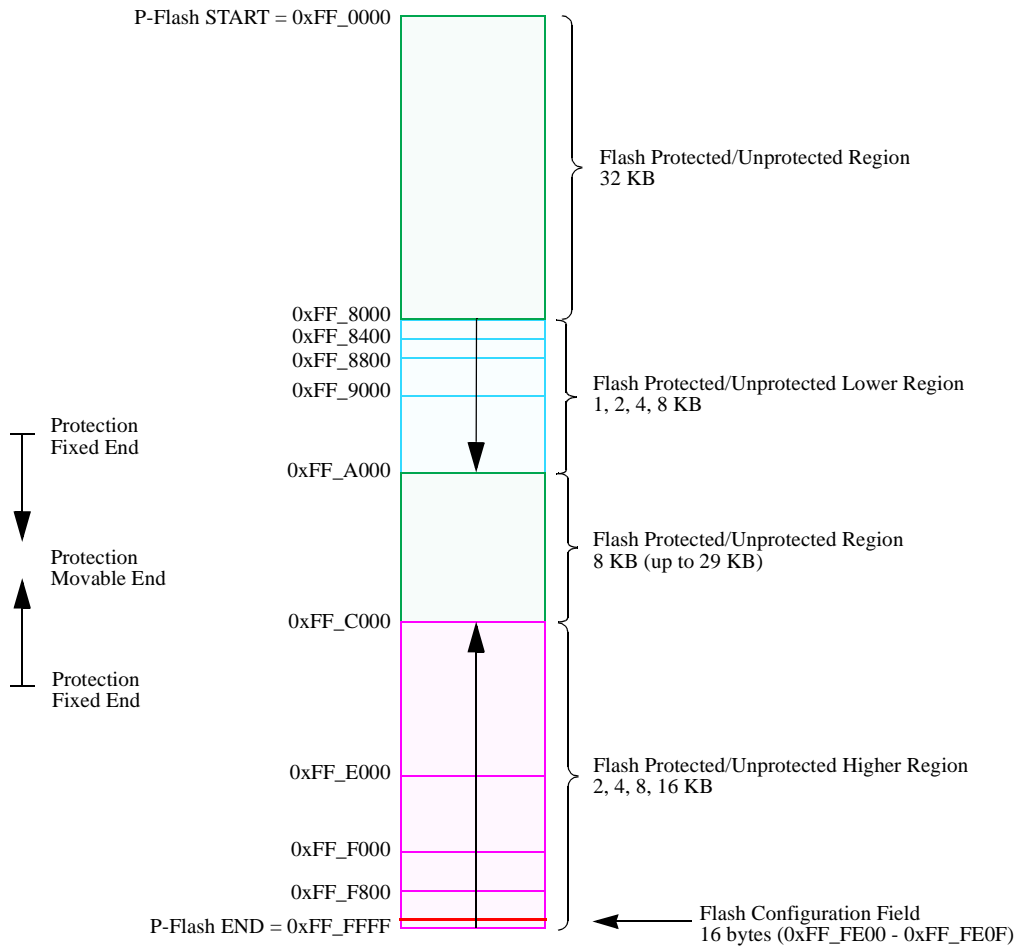 P-Flash START = 0xFF_0000
Flash Protected/Unprotected Region
32 KB
0xFF_8000
0xFF_8400
0xFF_8800
0xFF_9000
Flash Protected/Unprotected Lower Region
1, 2, 4, 8 KB
Protection
Fixed End
0xFF_A000
Protection
Movable End
Flash Protected/Unprotected Region
8 KB (up to 29 KB)
0xFF_C000
Protection
Fixed End
0xFF_E000
Flash Protected/Unprotected Higher Region
2, 4, 8, 16 KB
0xFF_F000
0xFF_F800
P-Flash END = 0xFF_FFFF
Flash Configuration Field
16 bytes (0xFF_FE00 - 0xFF_FE0F)